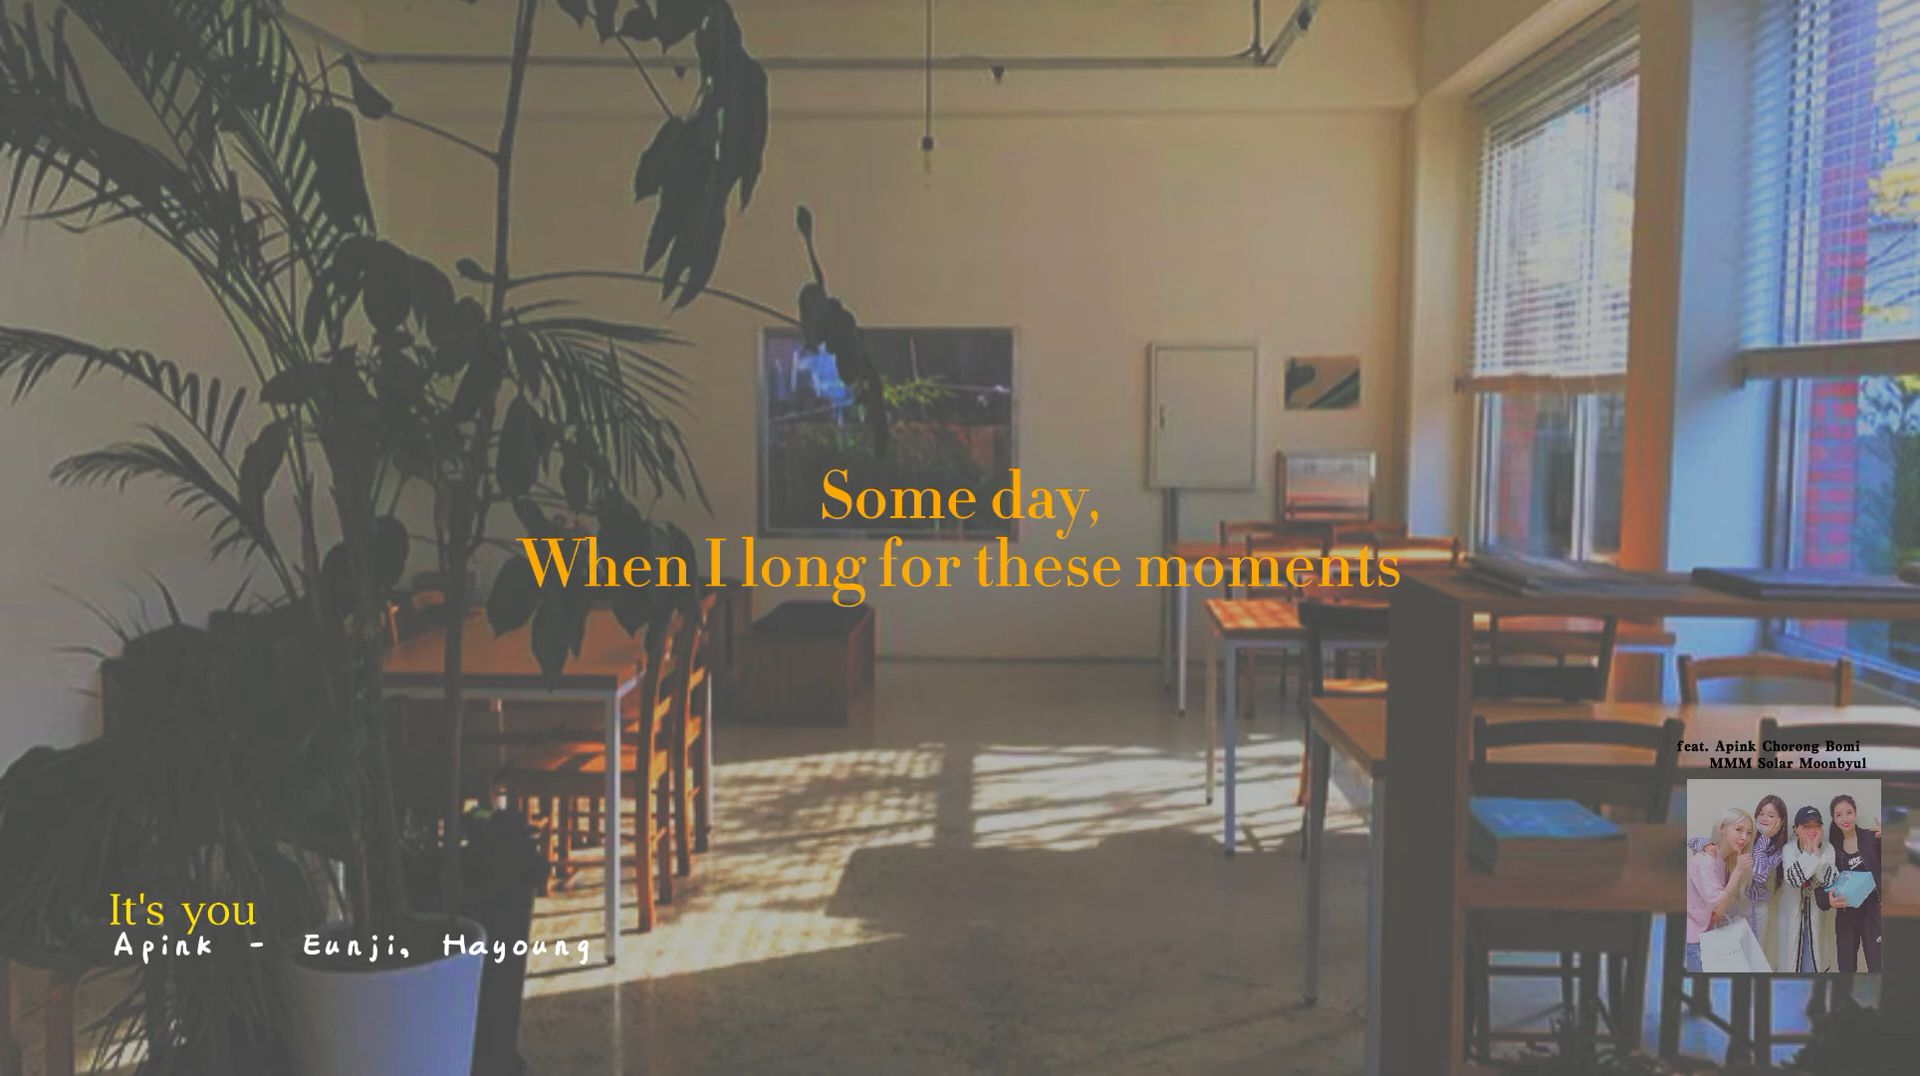 Some day,
When I long for these moments
feat. Apink Chorong Bomi
MMM Solar Moonbyul
It's you
Apink - Eunji, Hayoung